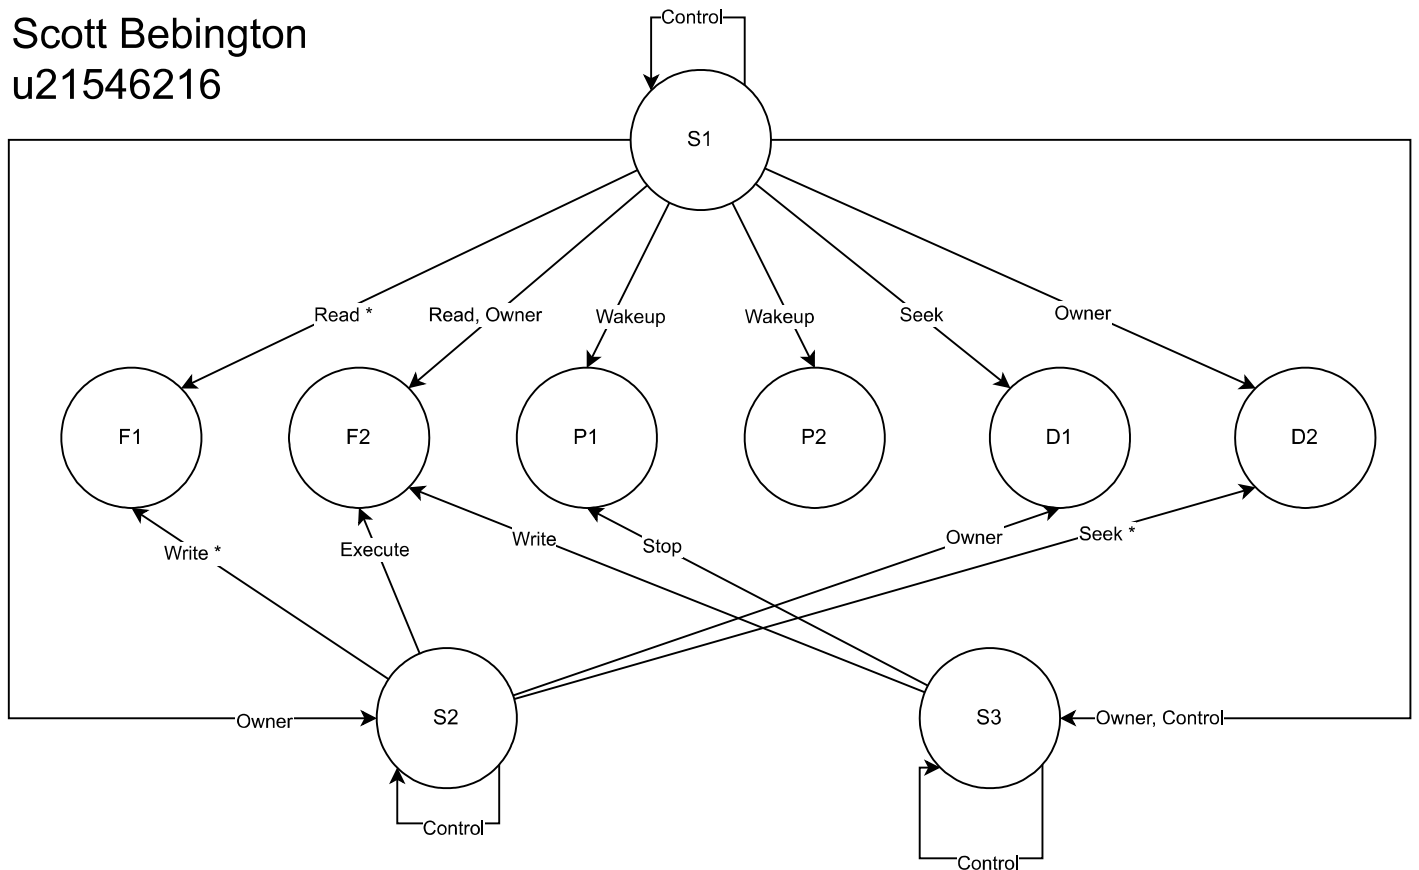 Scott Bebington
u21546216
Control
S1
Read *
Read, Owner
Wakeup
Wakeup
Seek
Owner
F1
F2
P1
P2
D1
D2
Write *
Execute
Write
Stop
Owner
Seek *
Owner
S2
S3
Owner, Control
Control
Control